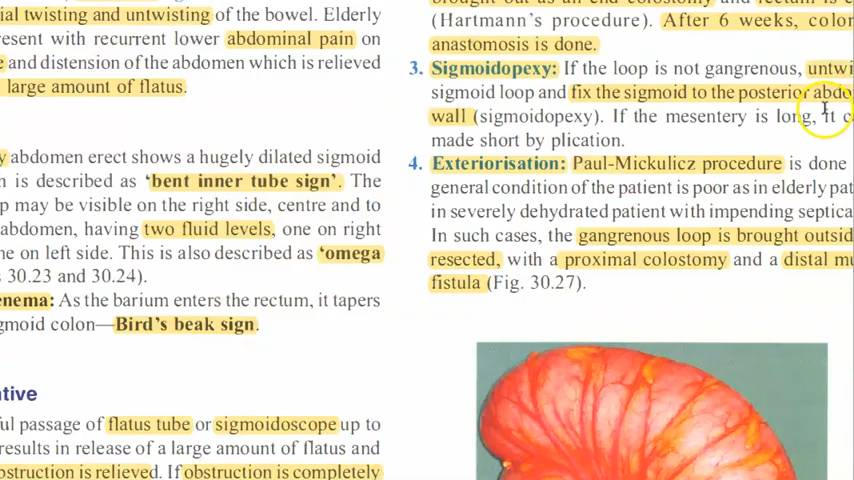 ial twisting and untwisting of the bowel. Elderly
resent with recurrent lower abdominal pain on
and distension of the abdomen which is relieved
large amount of flatus.
abdomen erect shows a hugely dilated sigmoid
h is described as ‘bent inner tube sign’. The
p may be visible on the right side, centre and to
abdomen, having two fluid levels, one on right
ne on left side. This is also described as ‘omega
s 30.23 and 30.24).
enema: As the barium enters the rectum, it tapers
gmoid colon—Bird’s beak sign.
ative
ful passage of flatus tube or sigmoidoscope up to
results in release of a large amount of flatus and
bstruction is relieved. If obstruction is completely
(Hartmann’s procedure). After 6 weeks, color
anastomosis is done.
3. Sigmoidopexy: If the loop is not gangrenous, untwi
sigmoid loop and fix the sigmoid to the posterior abdo
wall (sigmoidopexy). If the mesentery is long, it c
made short by plication.
4. Exteriorisation: Paul-Mickulicz procedure is done
general condition of the patient is poor as in elderly pat
in severely dehydrated patient with impending septica
In such cases, the gangrenous loop is brought outsid
resected, with a proximal colostomy and a distal mu
fistula (Fig. 30.27).